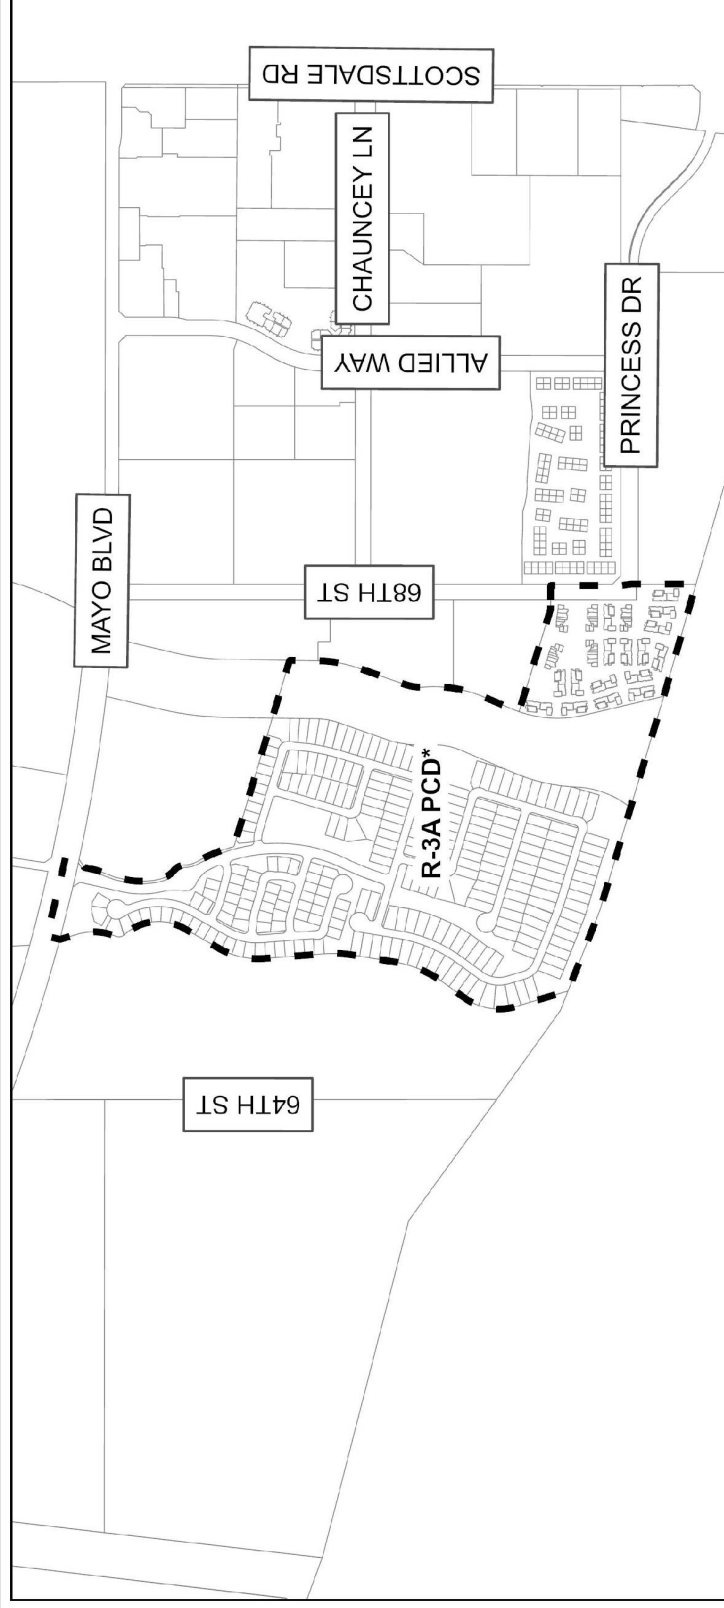 SCOTTSDALE RD
CHAUNCEY LN
ALLIED WAY
PRINCESS DR
MAYO BLVD
68TH ST
R-3A PCD*
64TH ST